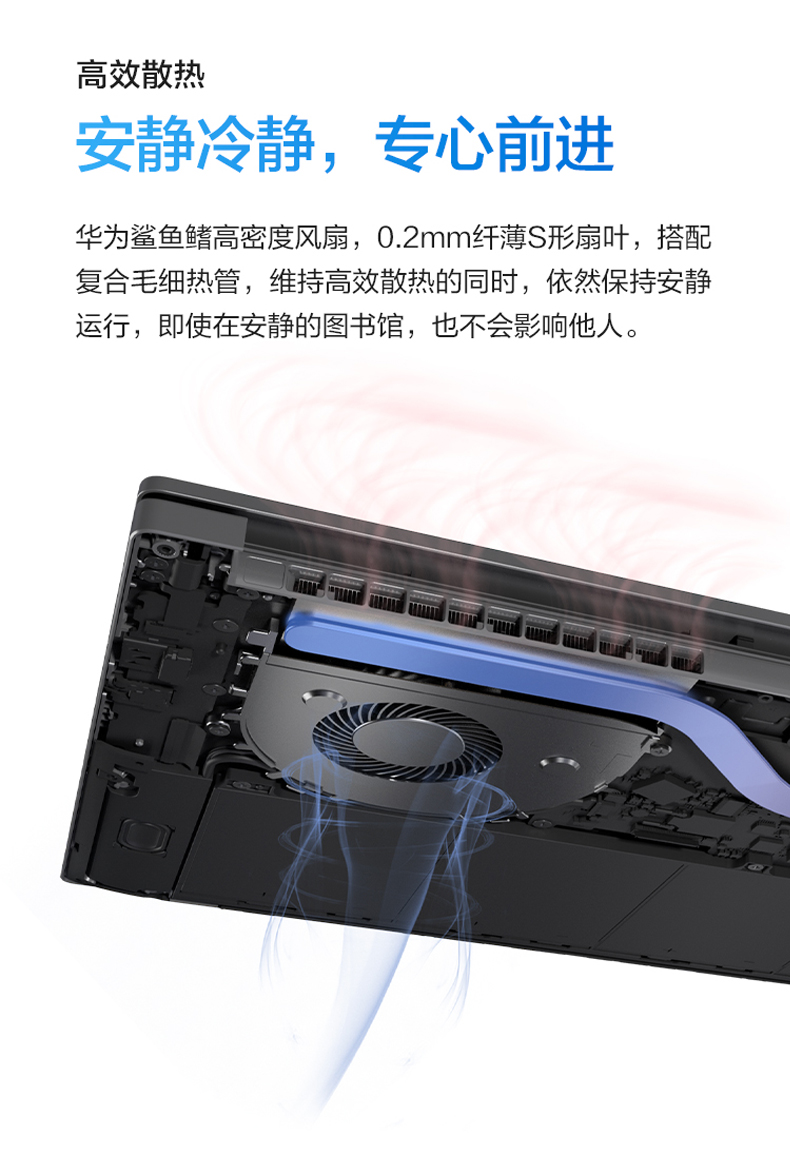 高效散热
安静冷静，专心前进
华为鲨鱼鳍高密度风扇，0.2mm纤薄S形扇叶，搭配
复合毛细热管，维持高效散热的同时，依然保持安静
运行，即使在安静的图书馆，也不会影响他人。